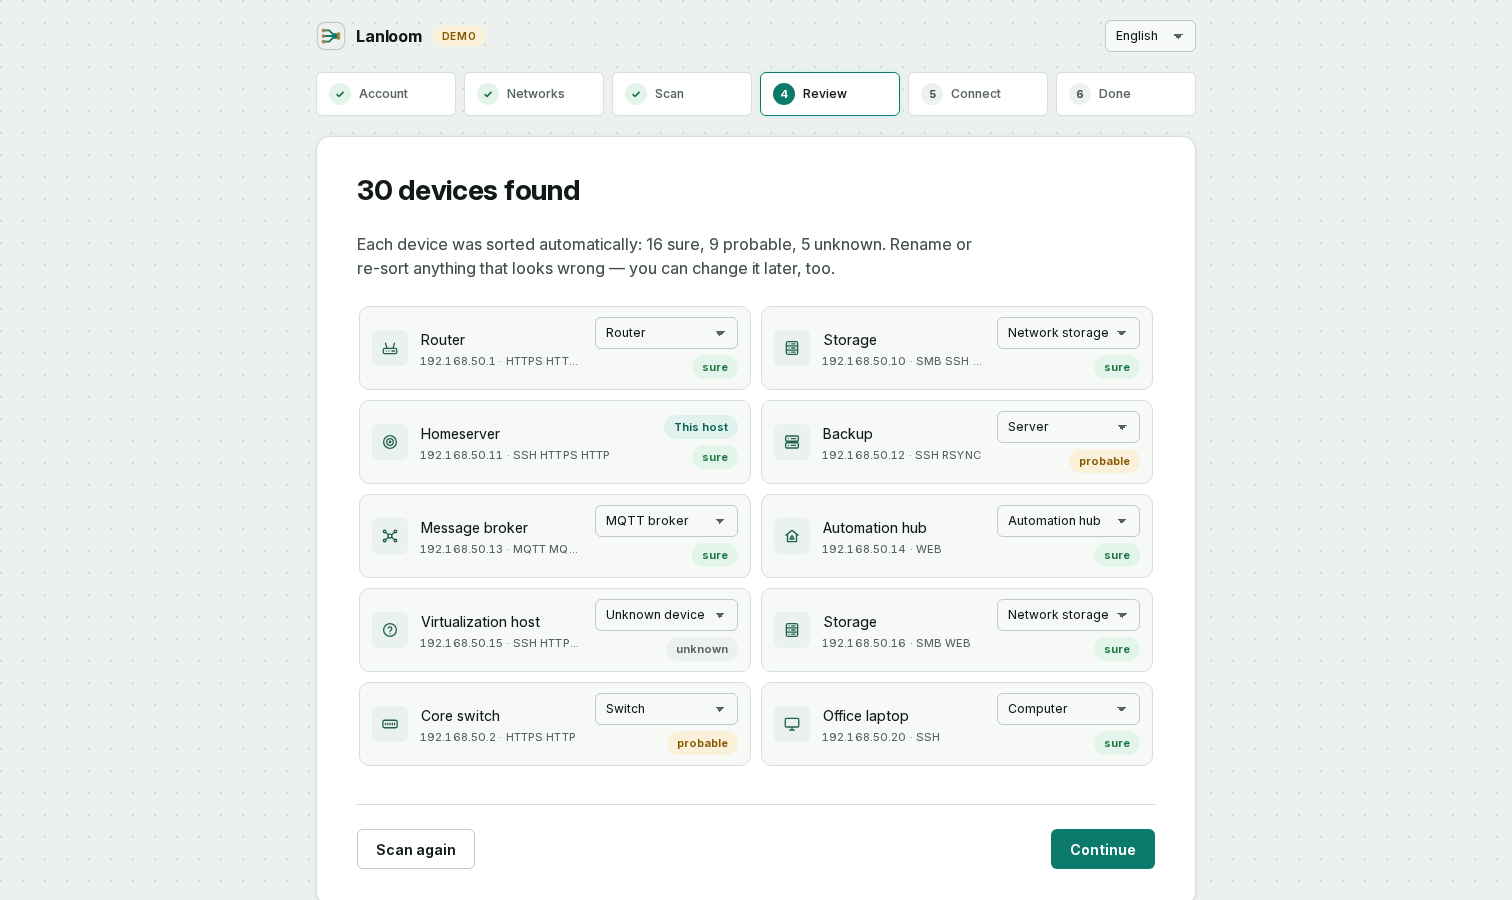 Lanloom DEMO
English
Account
Networks
Scan
4 Review
5 Connect
6 Done
30 devices found
Each device was sorted automatically: 16 sure, 9 probable, 5 unknown. Rename or
re-sort anything that looks wrong — you can change it later, too.
Router
192.168.50.1 · HTTPS HTT...
Router
sure
Storage
192.168.50.10 · SMB SSH ...
Network storage
sure
Homeserver
192.168.50.11 · SSH HTTPS HTTP
This host
sure
Backup
192.168.50.12 · SSH RSYNC
Server
probable
Message broker
192.168.50.13 · MQTT MQ...
MQTT broker
sure
Automation hub
192.168.50.14 · WEB
Automation hub
sure
Virtualization host
192.168.50.15 · SSH HTTP...
Unknown device
unknown
Storage
192.168.50.16 · SMB WEB
Network storage
sure
Core switch
192.168.50.2 · HTTPS HTTP
Switch
probable
Office laptop
192.168.50.20 · SSH
Computer
sure
Scan again
Continue